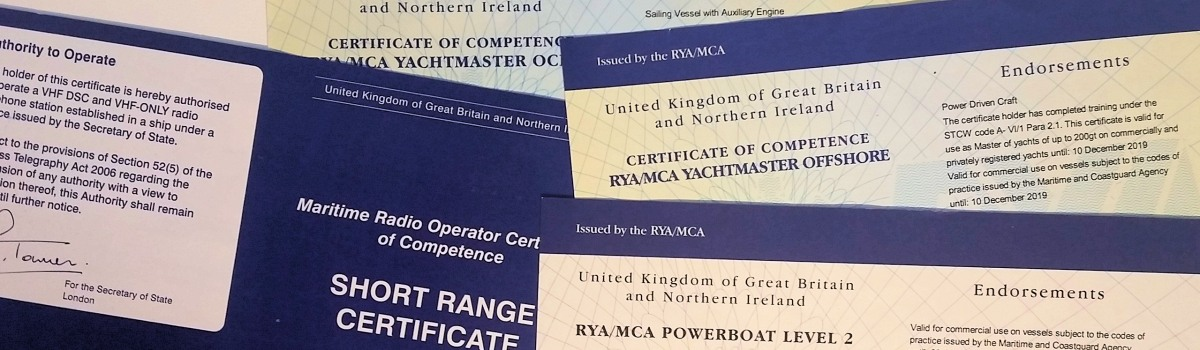 and Northern Ireland
CERTIFICATE OF COMPETENC
MCA YACHTMASTER OC
Sailing Vessel with Auxiliary Engine
thority to Operate
holder of this certificate is hereby authorised
perate a VHF DSC and VHF-ONLY radio
hone station established in a ship under a
ce issued by the Secretary of State.
ct to the provisions of Section 52(5) of the
ss Telegraphy Act 2006 regarding the
nsion of any authority with a view to
ion thereof, this Authority shall remain
til further notice.
For the Secretary of State
London
United Kingdom of Great Britain and Northern I
Maritime Radio Operator Cert
of Competence
SHORT RANGE
CERTIFICATE
Issued by the RYA/MCA
United Kingdom of Great Britain
and Northern Ireland
CERTIFICATE OF COMPETENCE
RYA/MCA YACHTMASTER OFFSHORE
Endorsements
Power Driven Craft
The certificate holder has completed training under the
STCW code A- VI/1 Para 2.1. This certificate is valid for
use as Master of yachts of up to 200gt on commercially and
privately registered yachts until: 10 December 2019
Valid for commercial use on vessels subject to the codes of
practice issued by the Maritime and Coastguard Agency
until: 10 December 2019
Issued by the RYA/MCA
United Kingdom of Great Britain
and Northern Ireland
RYA/MCA POWERBOAT LEVEL 2
Endorsements
Valid for commercial use on vessels subject to the codes of
practice issued by the Maritime and Coastguard Agency